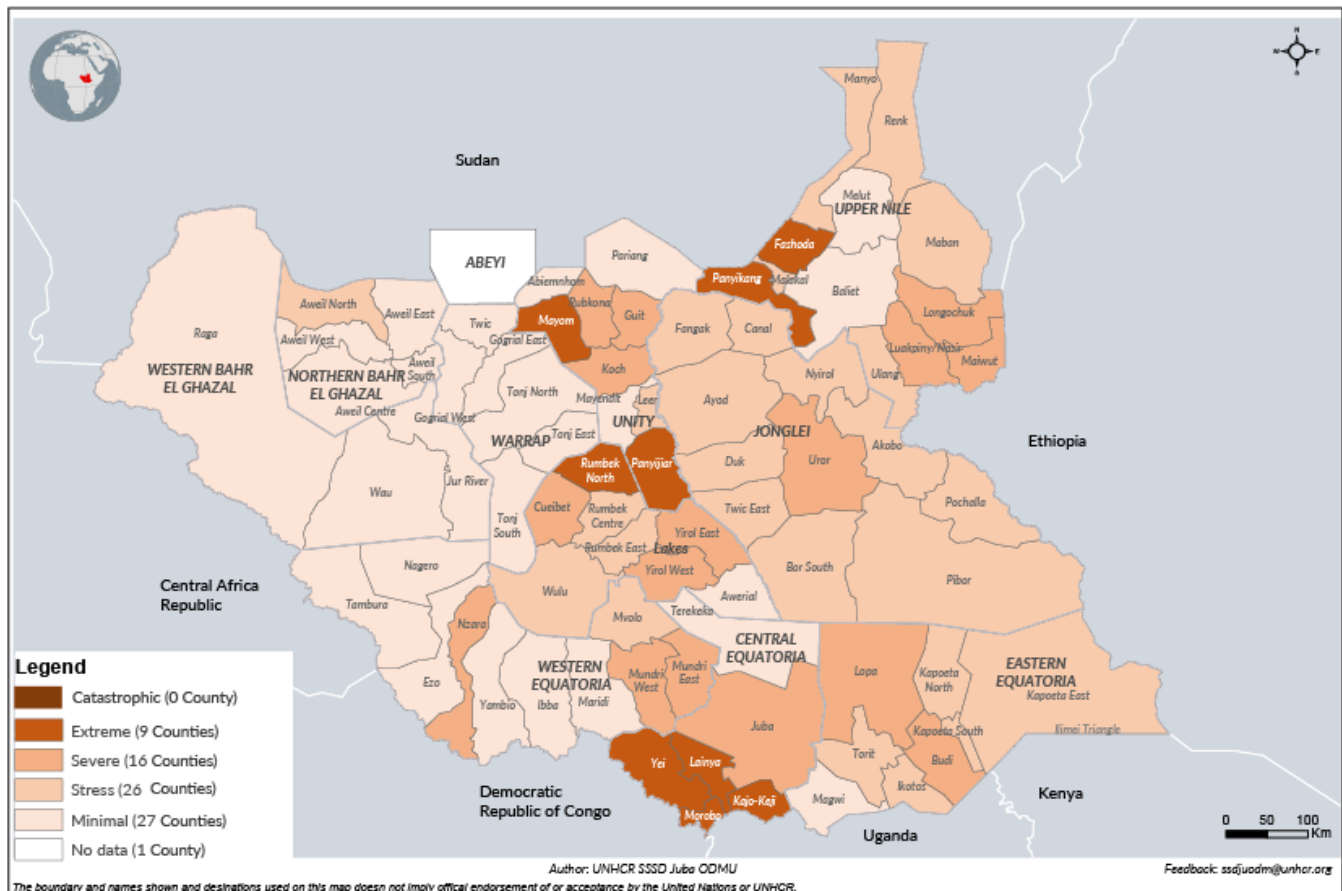 N
W
E
S
Manyo
Renk
Sudan
Melut
UPPER NILE
Fashoda
Maban
ABEYI
Pariang
Abiemnhom
Panyikang
Malakal
Baliet
Raga
Aweil North
Aweil East
Rubkona
Guit
Longochuk
Twic
Mayom
Fangak
Canal
Aweil West
Gogrial East
Luakpiny/Nasir
Maiwut
WESTERN BAHR
EL GHAZAL
NORTHERN BAHR
EL GHAZAL
Aweil
South
Koch
Nyirol
Ulang
Tonj North
Mayendit
Leer
Ayod
Aweil Centre
Gogrial West
UNITY
JONGLEI
WARRAP
Tonj East
Akobo
Ethiopia
Rumbek
North
Panyijiar
Duk
Uror
Wau
Jur River
Pochalla
Cueibet
Rumbek
Centre
Twic East
Tonj
South
Yirol East
Rumbek East
Lakes
Nagero
Yirol West
Bor South
Pibor
Central Africa
Republic
Tambura
Wulu
Awerial
Mvolo
Terekeka
Nzara
CENTRAL
EQUATORIA
WESTERN
EQUATORIA
Mundri
West
Mundri
East
Lopa
Kapoeta
North
EASTERN
EQUATORIA
Kapoeta East
Ezo
Yambio
Ibba
Maridi
Juba
Kapoeta South
Ilimei Triangle
Torit
Budi
Yei
Lainya
Ikotos
Democratic
Republic of Congo
Kajo-Keji
Magwi
Kenya
Morobo
Uganda
Legend
Catastrophic (0 County)
Extreme (9 Counties)
Severe (16 Counties)
Stress (26 Counties)
Minimal (27 Counties)
No data (1 County)
0 50 100
Km
Author: UNHCR SSSD Juba ODMU
Feedback: ssdjuodm@unhcr.org
The boundary and names shown and desinations used on this map doesn not imply offical endorsement of or acceptance by the United Nations or UNHCR.